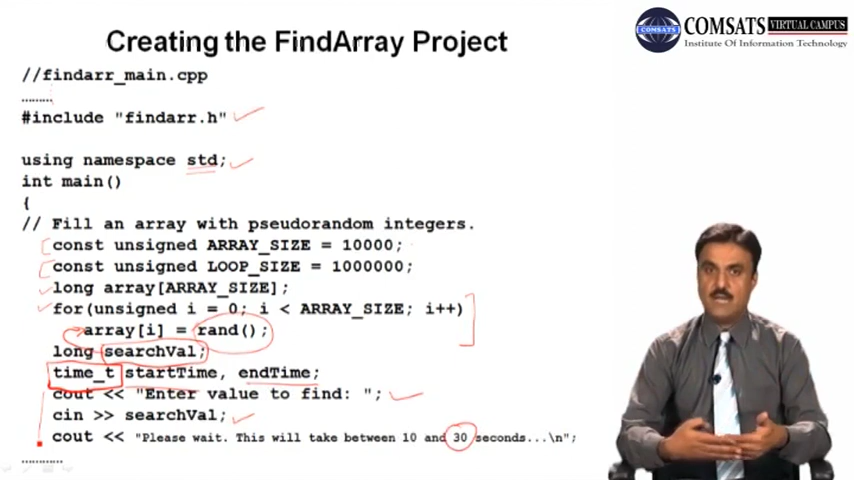 Creating the FindArray Project
COMSATS VIRTUAL CAMPUS
Institute Of Information Technology
COMSATS
//findarr_main.cpp
………
#include "findarr.h"
using namespace std;
int main()
{
// Fill an array with pseudorandom integers.
const unsigned ARRAY_SIZE = 10000;
const unsigned LOOP_SIZE = 1000000;
long array[ARRAY_SIZE];
for(unsigned i = 0; i < ARRAY_SIZE; i++)
array[i] = rand();
long searchVal;
time_t startTime, endTime;
cout << "Enter value to find: ";
cin >> searchVal;
cout << "Please wait. This will take between 10 and 30 seconds...\n";
…………